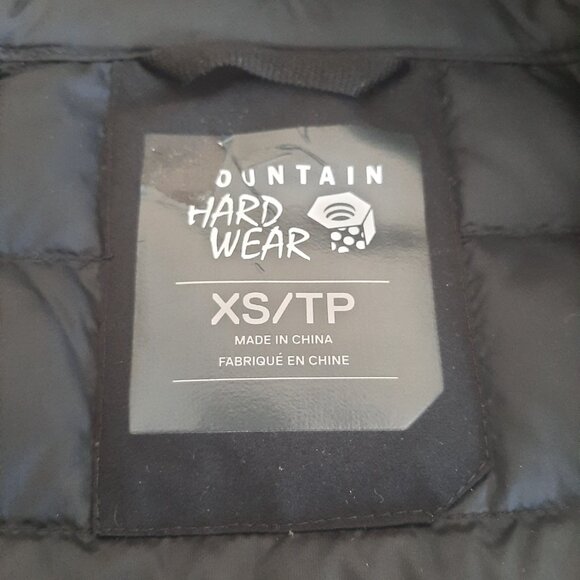 OUNTAIN
HARD
WEAR
XS/TP
MADE IN CHINA
FABRIQUÉ EN CHINE